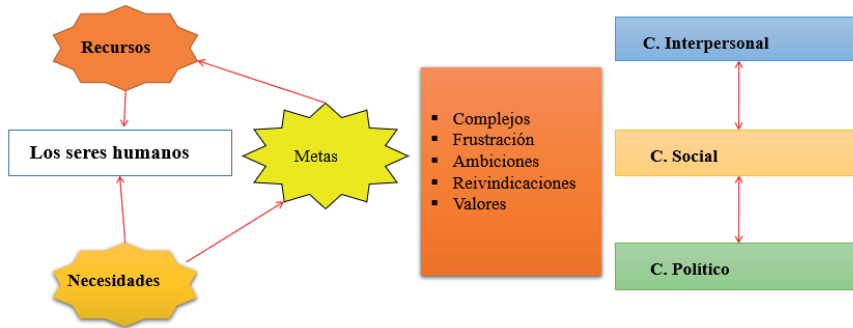 Recursos
Los seres humanos
Necesidades
Metas
▪ Complejos
▪ Frustración
▪ Ambiciones
▪ Reivindicaciones
▪ Valores
C. Interpersonal
C. Social
C. Político